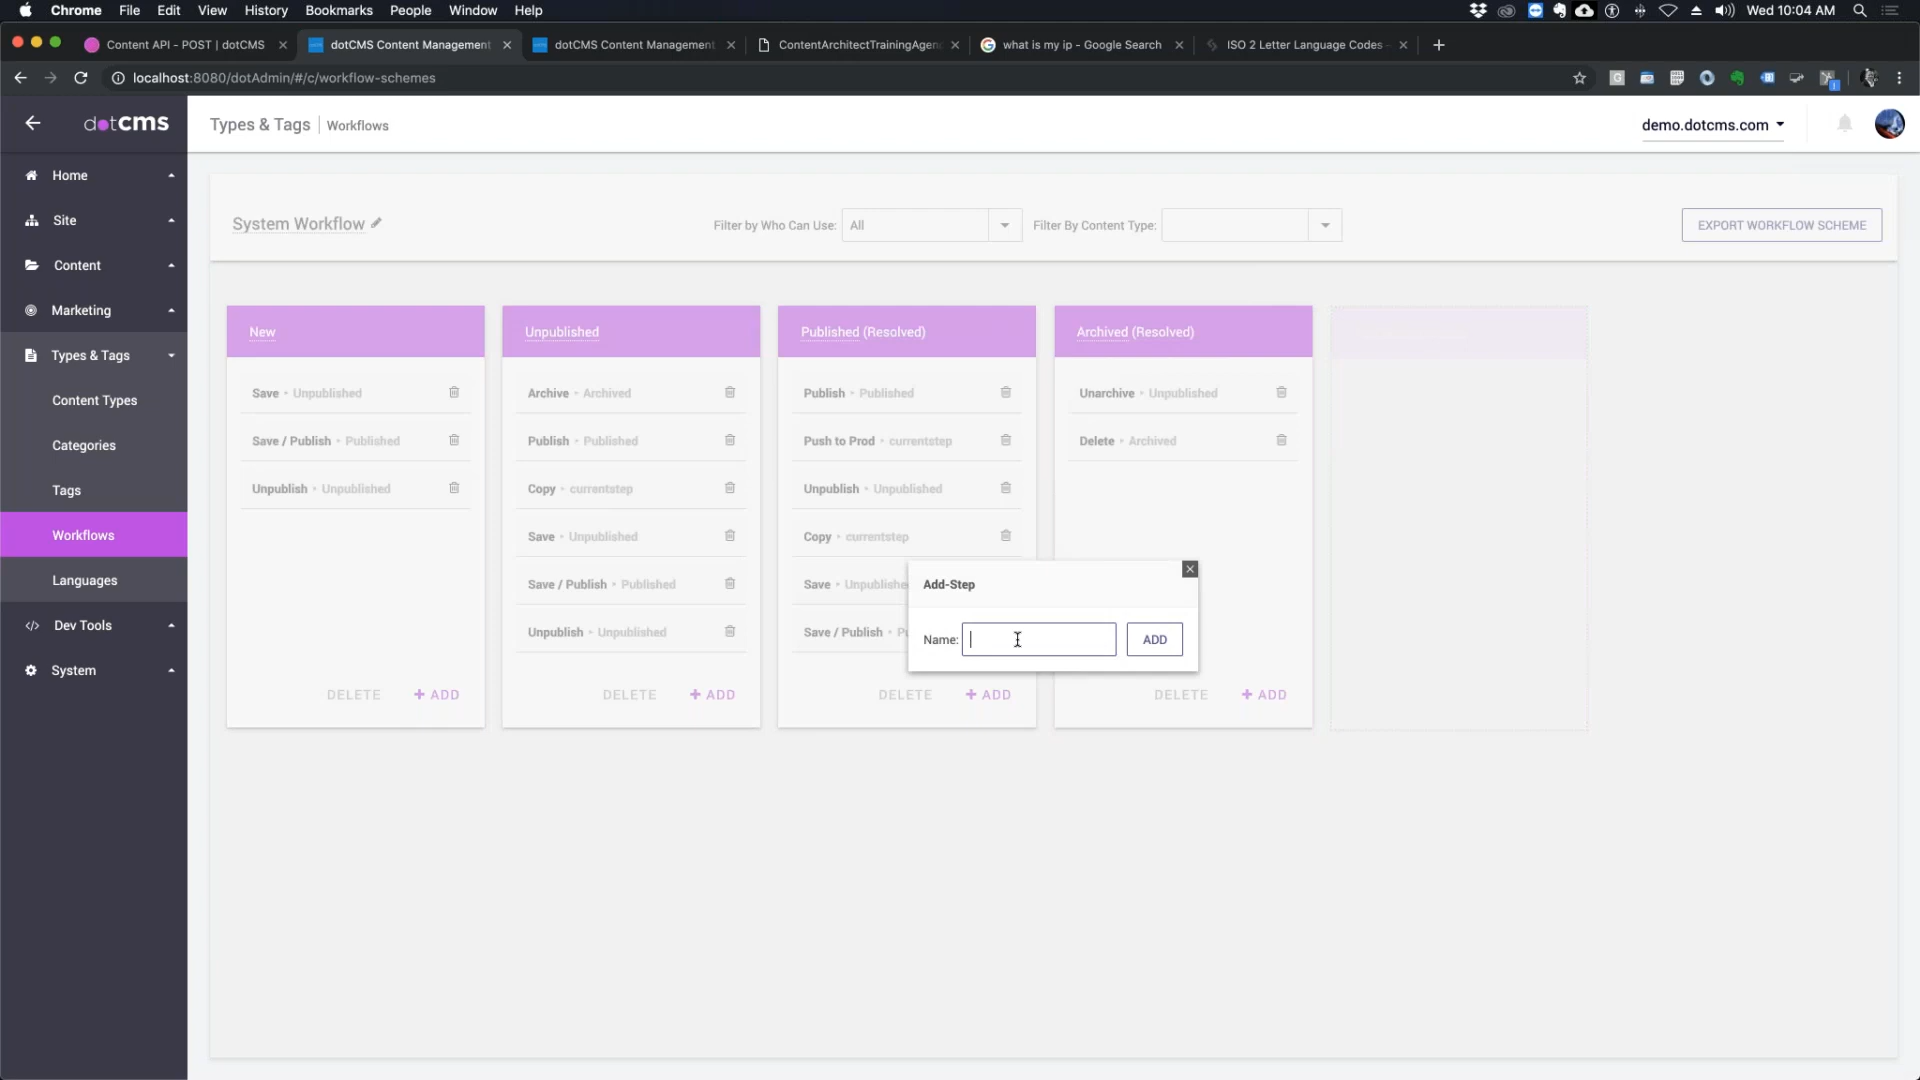 Chrome File Edit View History Bookmarks People Window Help
Wed 10:04 AM
Content API - POST | dotCMS
dotCMS Content Management
dotCMS Content Management
ContentArchitectTrainingAgen
what is my ip - Google Search
ISO 2 Letter Language Codes
localhost:8080/dotAdmin/#/c/workflow-schemes
dotCMS
Types & Tags | Workflows
demo.dotcms.com
Home
Site
Content
Marketing
Types & Tags
Content Types
Categories
Tags
Workflows
Languages
Dev Tools
System
System Workflow
Filter by Who Can Use: All
Filter By Content Type:
EXPORT WORKFLOW SCHEME
New
Save • Unpublished
Save / Publish • Published
Unpublish • Unpublished
DELETE + ADD
Unpublished
Archive • Archived
Publish • Published
Copy • currentstep
Save • Unpublished
Save / Publish • Published
Unpublish • Unpublished
DELETE + ADD
Published (Resolved)
Publish • Published
Push to Prod • currentstep
Unpublish • Unpublished
Copy • currentstep
Save • Unpublishe
Save / Publish • Pu
DELETE + ADD
Archived (Resolved)
Unarchive • Unpublished
Delete • Archived
DELETE + ADD
Add-Step
Name:
ADD